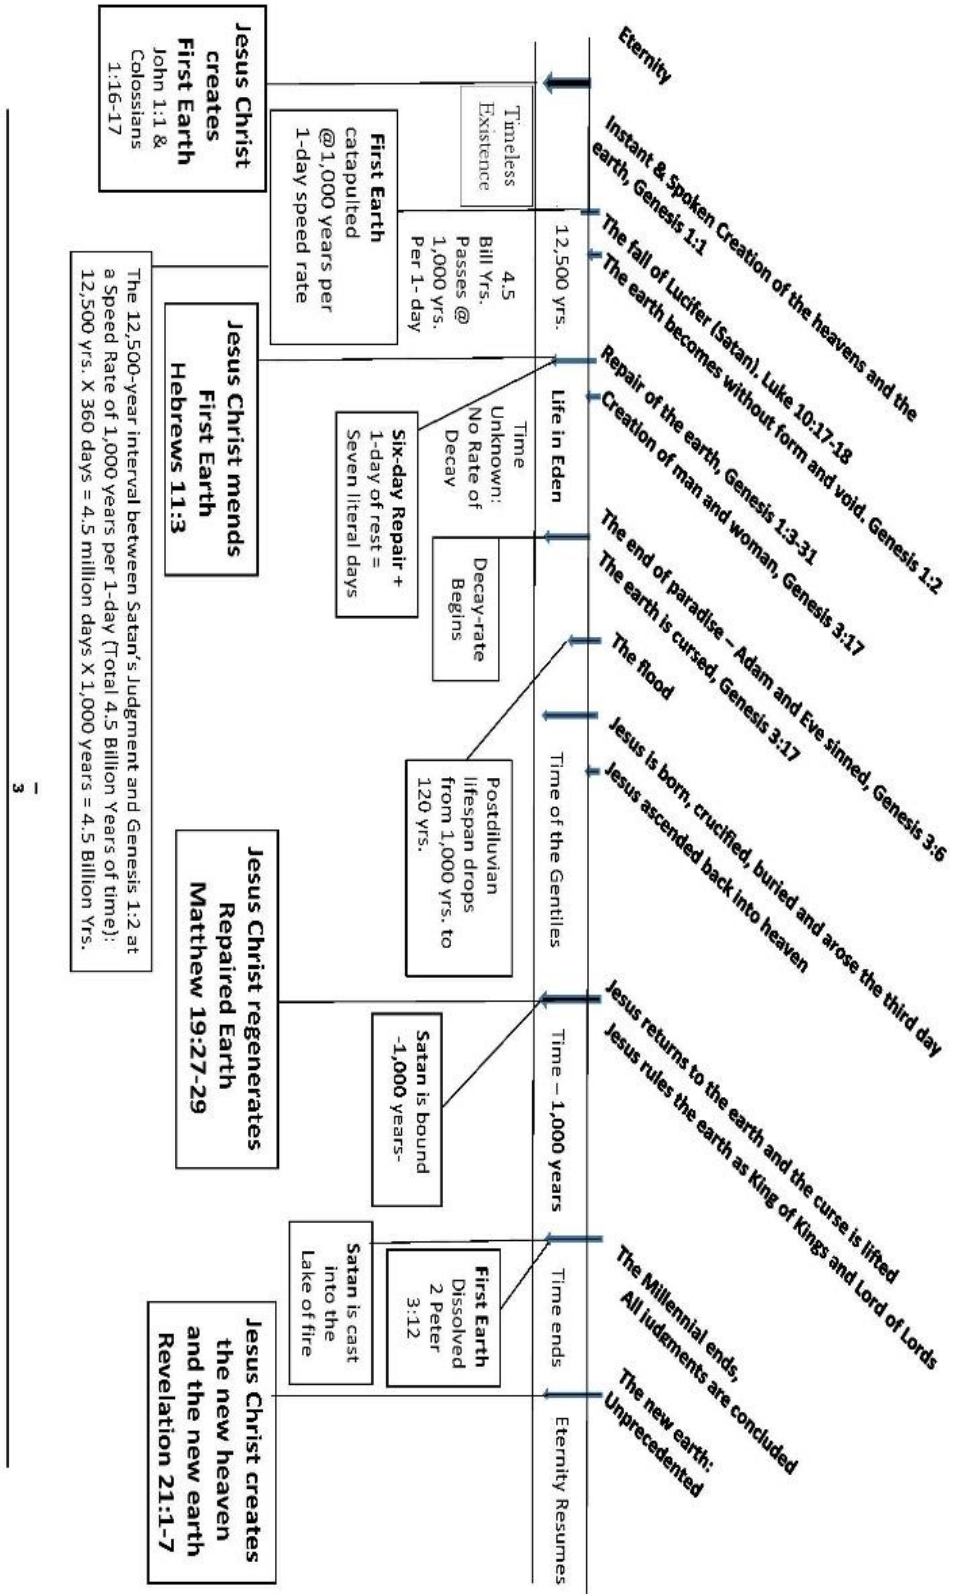 Eternity
Instant & Spoken Creation of the heavens and the
earth, Genesis 1:1
The fall of Lucifer (Satan), Luke 10:17-18
The earth becomes without form and void. Genesis 1:2
Repair of the earth, Genesis 1:3-31
Creation of man and woman, Genesis 3:17
The end of paradise – Adam and Eve sinned, Genesis 3:6
The earth is cursed, Genesis 3:17
The flood
Jesus is born, crucified, buried and arose the third day
Jesus ascended back into heaven
Jesus returns to the earth and the curse is lifted
Jesus rules the earth as King of Kings and Lord of Lords
The Millennial ends,
All judgments are concluded
The new earth:
Unprecedented
12,500 yrs.
Life in Eden
Time of the Gentiles
Time – 1,000 years
Time ends
Eternity Resumes
Timeless
Existence
4.5
Bill Yrs.
Passes @
1,000 yrs.
Per 1- day
Time
Unknown:
No Rate of
Decay
Decay-rate
Begins
Postdiluvian
lifespan drops
from 1,000 yrs. to
120 yrs.
Satan is bound
-1,000 years-
First Earth
Dissolved
2 Peter
3:12
Satan is cast
into the
Lake of fire
First Earth
catapulted
@1,000 years per
1-day speed rate
Six-day Repair +
1-day of rest =
Seven literal days
Jesus Christ
creates
First Earth
John 1:1 &
Colossians
1:16-17
Jesus Christ mends
First Earth
Hebrews 11:3
Jesus Christ regenerates
Repaired Earth
Matthew 19:27-29
Jesus Christ creates
the new heaven
and the new earth
Revelation 21:1-7
The 12,500-year interval between Satan's Judgment and Genesis 1:2 at
a Speed Rate of 1,000 years per 1-day (Total 4.5 Billion Years of time):
12,500 yrs. X 360 days = 4.5 million days X 1,000 years = 4.5 Billion Yrs.
–
3